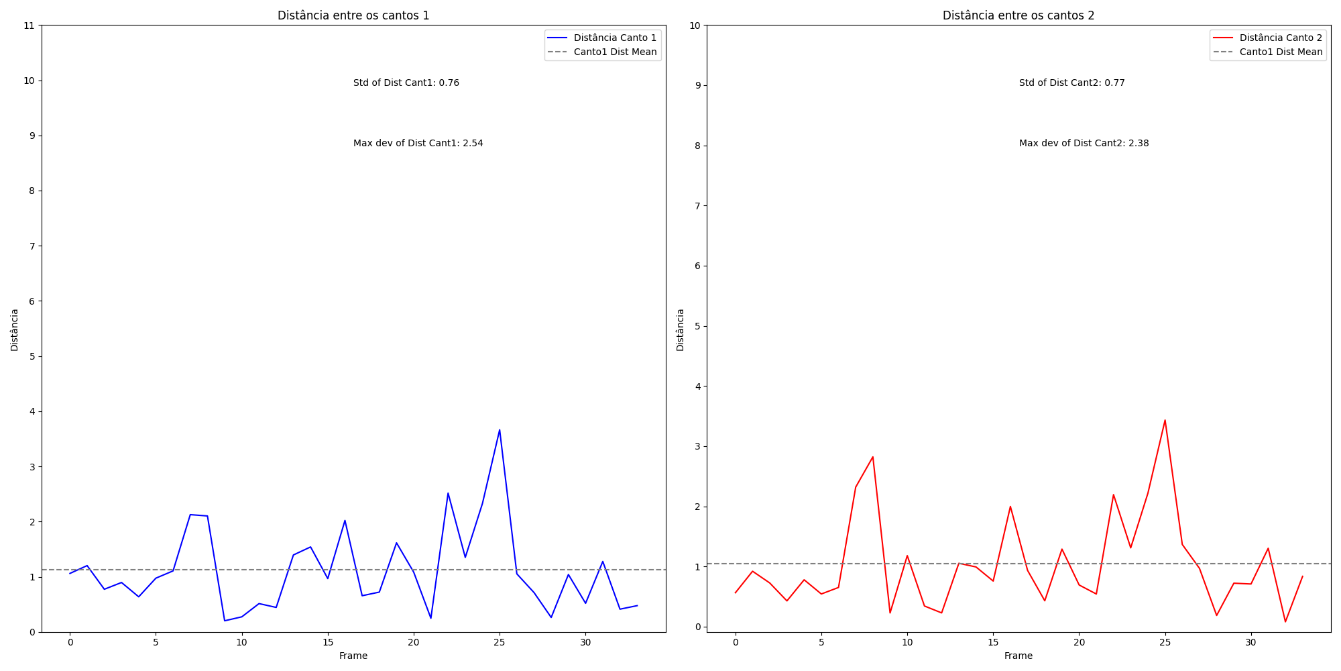 Distância entre os cantos 1
11
10
9
8
7
6
5
4
3
2
1
0
Distância
Distância Canto 1
Canto1 Dist Mean
Std of Dist Cant1: 0.76
Max dev of Dist Cant1: 2.54
0 5 10 15 20 25 30
Frame
Distância entre os cantos 2
10
9
8
7
6
5
4
3
2
1
0
Distância
Distância Canto 2
Canto1 Dist Mean
Std of Dist Cant2: 0.77
Max dev of Dist Cant2: 2.38
0 5 10 15 20 25 30
Frame